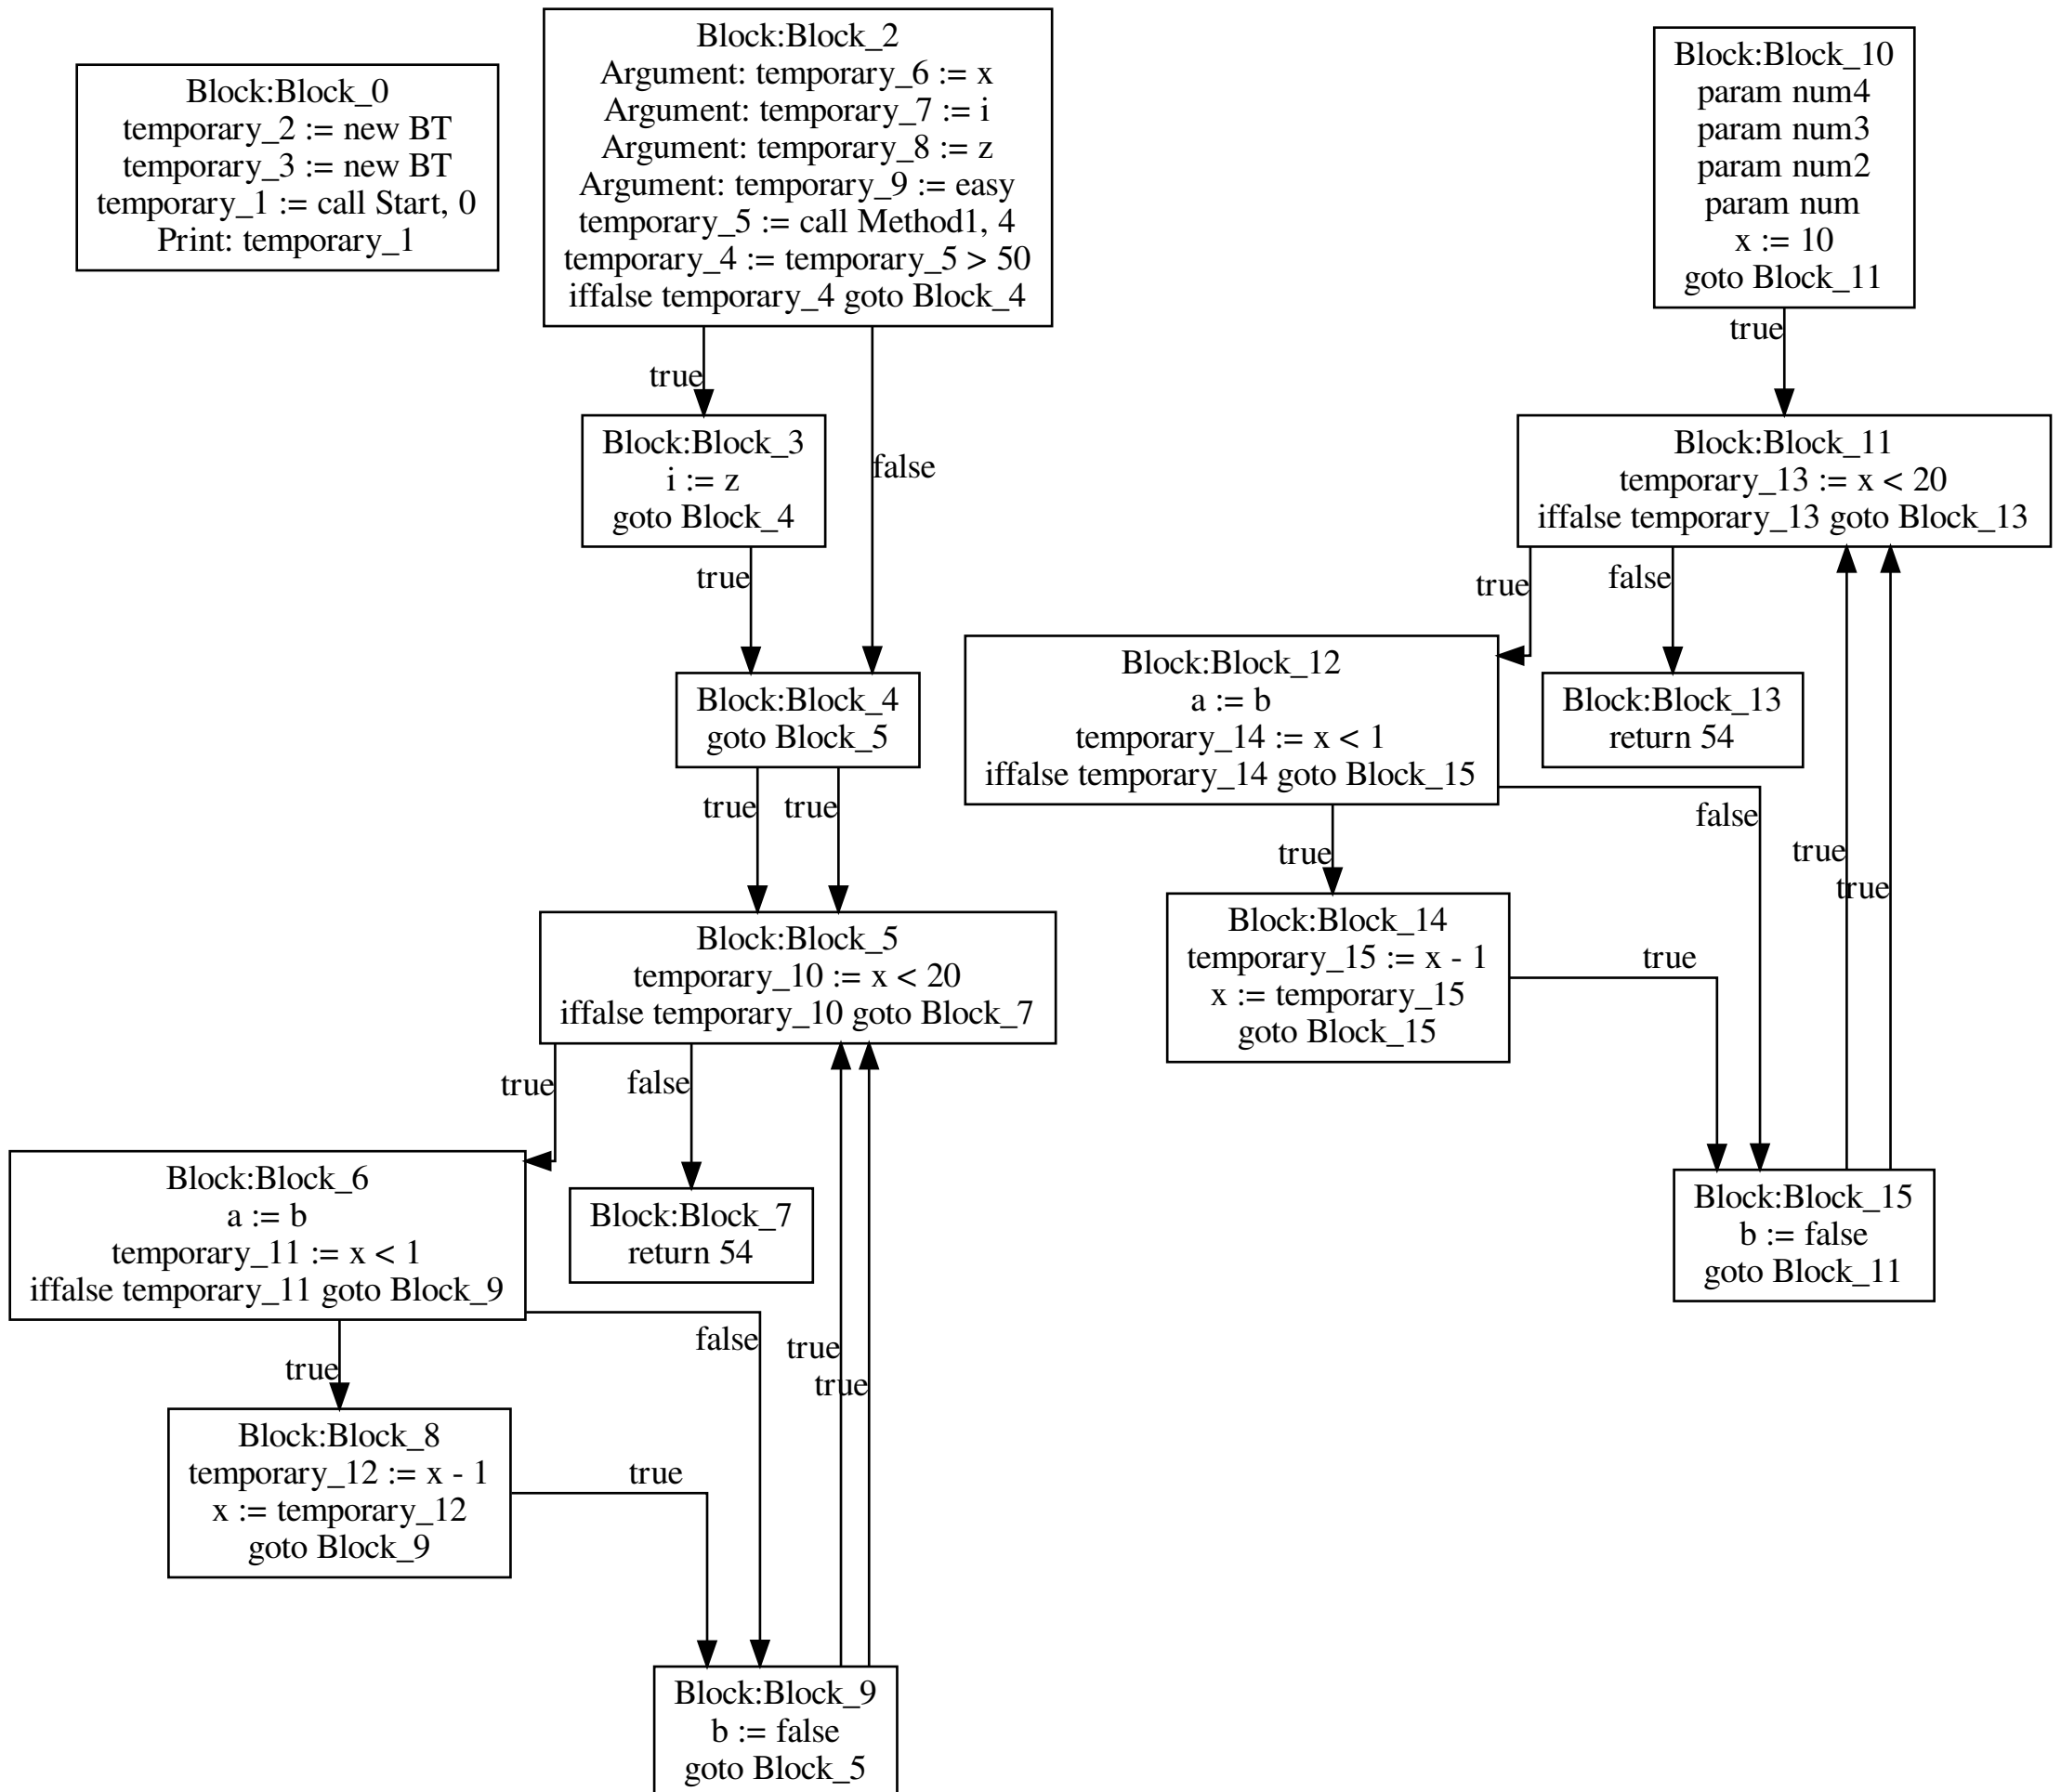 Block:Block_0
temporary_2 := new BT
temporary_3 := new BT
temporary_1 := call Start, 0
Print: temporary_1
Block:Block_2
Argument: temporary_6 := x
Argument: temporary_7 := i
Argument: temporary_8 := z
Argument: temporary_9 := easy
temporary_5 := call Method1, 4
temporary_4 := temporary_5 > 50
iffalse temporary_4 goto Block_4
true
false
Block:Block_3
i := z
goto Block_4
true
Block:Block_4
goto Block_5
true
true
Block:Block_5
temporary_10 := x < 20
iffalse temporary_10 goto Block_7
true
false
Block:Block_6
a := b
temporary_11 := x < 1
iffalse temporary_11 goto Block_9
Block:Block_7
return 54
true
false
true
true
Block:Block_8
temporary_12 := x - 1
x := temporary_12
goto Block_9
true
Block:Block_9
b := false
goto Block_5
Block:Block_10
param num4
param num3
param num2
param num
x := 10
goto Block_11
true
Block:Block_11
temporary_13 := x < 20
iffalse temporary_13 goto Block_13
true
false
Block:Block_12
a := b
temporary_14 := x < 1
iffalse temporary_14 goto Block_15
Block:Block_13
return 54
true
false
true
true
Block:Block_14
temporary_15 := x - 1
x := temporary_15
goto Block_15
true
Block:Block_15
b := false
goto Block_11